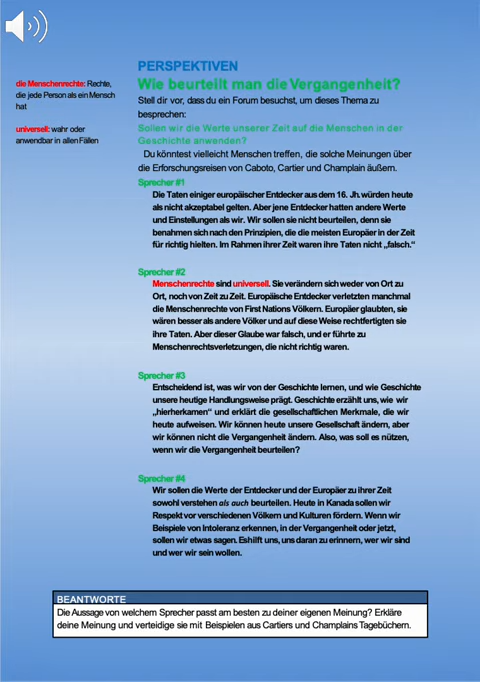 PERSPEKTIVEN
Wie beurteilt man die Vergangenheit?
die Menschenrechte: Rechte,
die jede Person als ein Mensch
hat
universell: wahr oder
anwendbar in allen Fällen
Stell dir vor, dass du ein Forum besuchst, um dieses Thema zu
besprechen:
Sollen wir die Werte unserer Zeit auf die Menschen in der
Geschichte anwenden?
Du könntest vielleicht Menschen treffen, die solche Meinungen über
die Erforschungsreisen von Caboto, Cartier und Champlain äußern.
Sprecher #1
Die Taten einiger europäischer Entdecker aus dem 16. Jh. würden heute
als nicht akzeptabel gelten. Aber jene Entdecker hatten andere Werte
und Einstellungen als wir. Wir sollen sie nicht beurteilen, denn sie
benahmen sich nach den Prinzipien, die die meisten Europäer in der Zeit
für richtig hielten. Im Rahmen ihrer Zeit waren ihre Taten nicht „falsch.“
Sprecher #2
Menschenrechte sind universell. Sie verändern sich weder von Ort zu
Ort, noch von Zeit zu Zeit. Europäische Entdecker verletzten manchmal
die Menschenrechte von First Nations Völkern. Europäer glaubten, sie
wären besser als andere Völker und auf diese Weise rechtfertigten sie
ihre Taten. Aber dieser Glaube war falsch, und er führte zu
Menschenrechtsverletzungen, die nicht richtig waren.
Sprecher #3
Entscheidend ist, was wir von der Geschichte lernen, und wie Geschichte
unsere heutige Handlungsweise prägt. Geschichte erzählt uns, wie wir
„hierherkamen“ und erklärt die gesellschaftlichen Merkmale, die wir
heute aufweisen. Wir können heute unsere Gesellschaft ändern, aber
wir können nicht die Vergangenheit ändern. Also, was soll es nützen,
wenn wir die Vergangenheit beurteilen?
Sprecher #4
Wir sollen die Werte der Entdecker und der Europäer zu ihrer Zeit
sowohl verstehen als auch beurteilen. Heute in Kanada sollen wir
Respekt vor verschiedenen Völkern und Kulturen fördern. Wenn wir
Beispiele von Intoleranz erkennen, in der Vergangenheit oder jetzt,
sollen wir etwas sagen. Es hilft uns, uns daran zu erinnern, wer wir sind
und wer wir sein wollen.
BEANTWORTE
Die Aussage von welchem Sprecher passt am besten zu deiner eigenen Meinung? Erkläre
deine Meinung und verteidige sie mit Beispielen aus Cartiers und Champlains Tagebüchern.